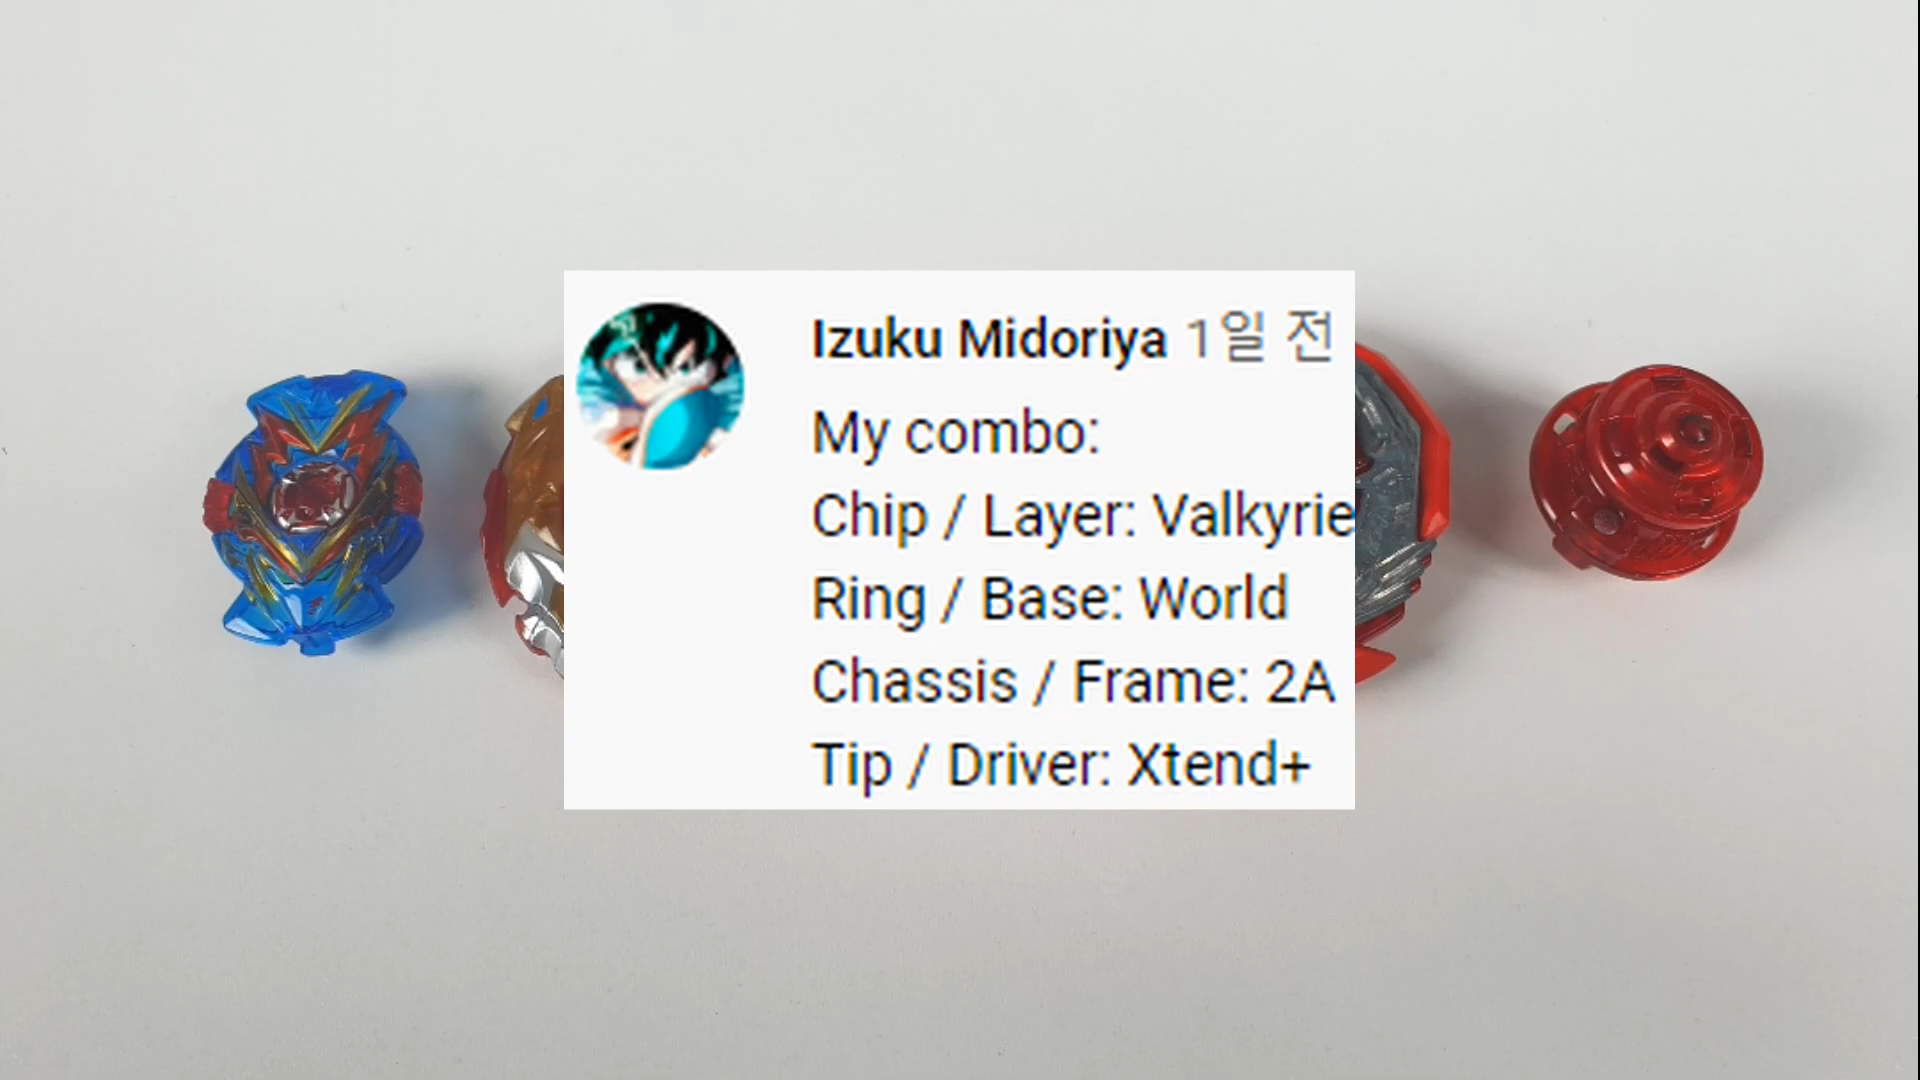 Izuku Midoriya 1일 전
My combo:
Chip / Layer: Valkyrie
Ring / Base: World
Chassis / Frame: 2A
Tip / Driver: Xtend+